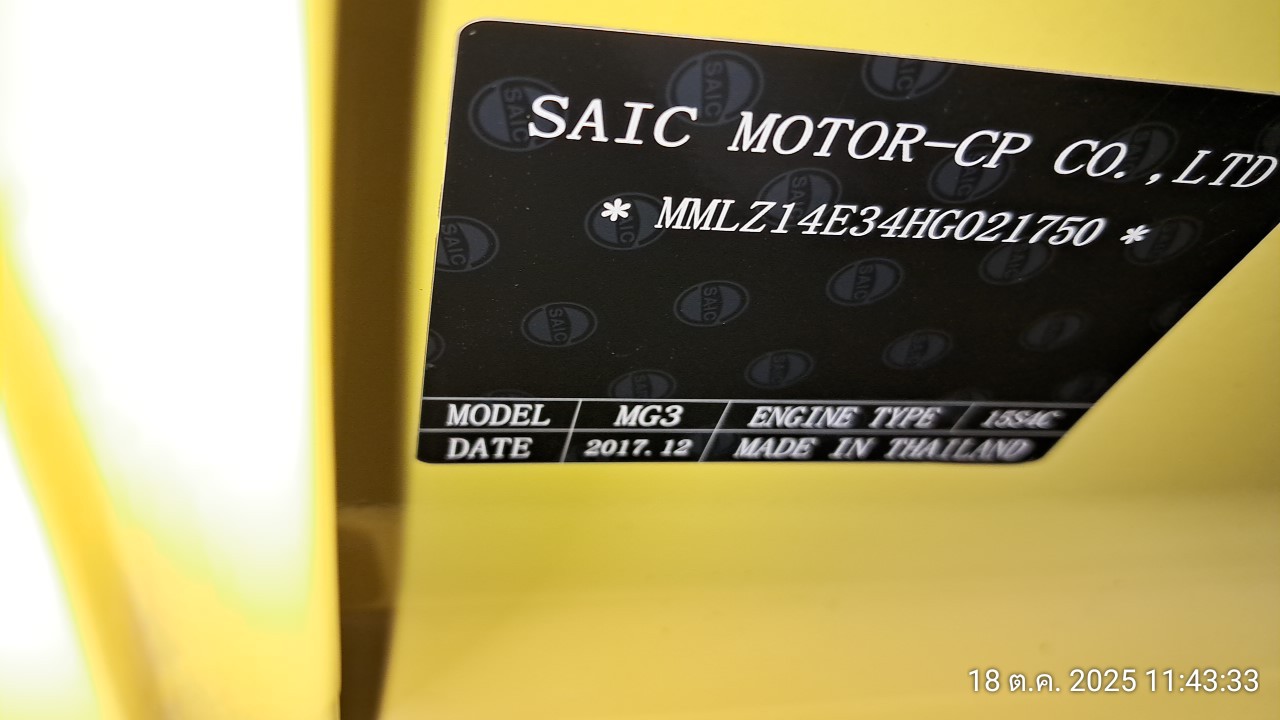 SAIC MOTOR-CP CO.,LTD
* MMLZ14E34HG021750 *
MODEL MG3 ENGINE TYPE 15S4C
DATE 2017.12 MADE IN THAILAND
18 ต.ค. 2025 11:43:33